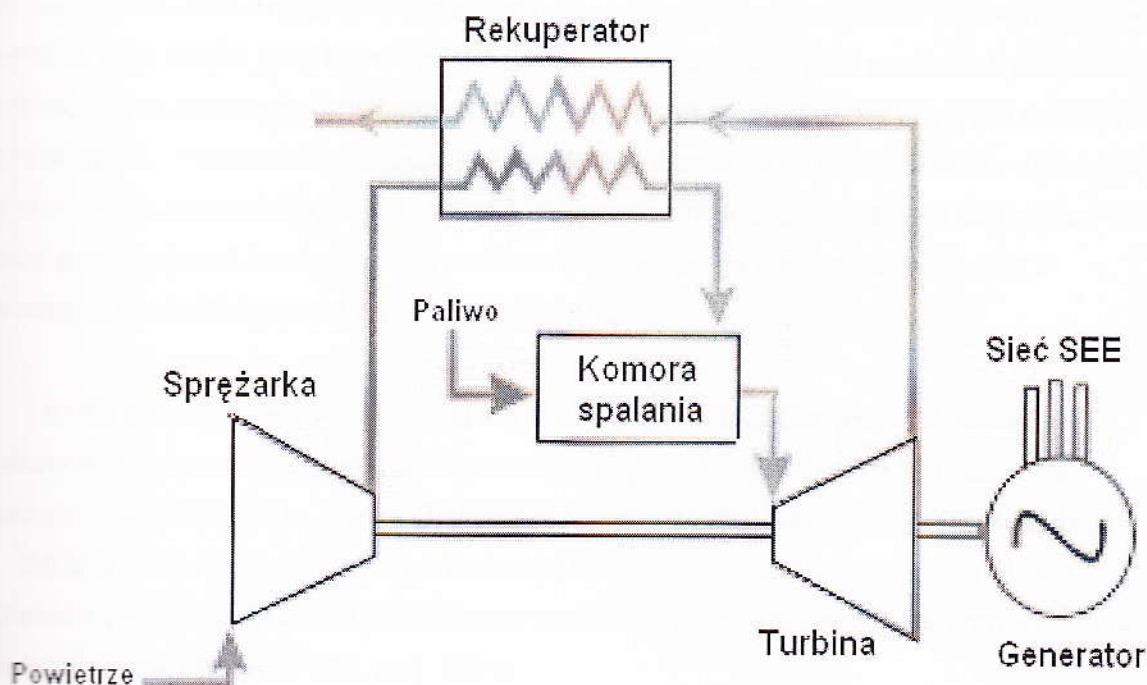 Rekuperator
Paliwo
Komora
spalania
Sieć SEE
Sprężarka
Turbina
Generator
Powietrze